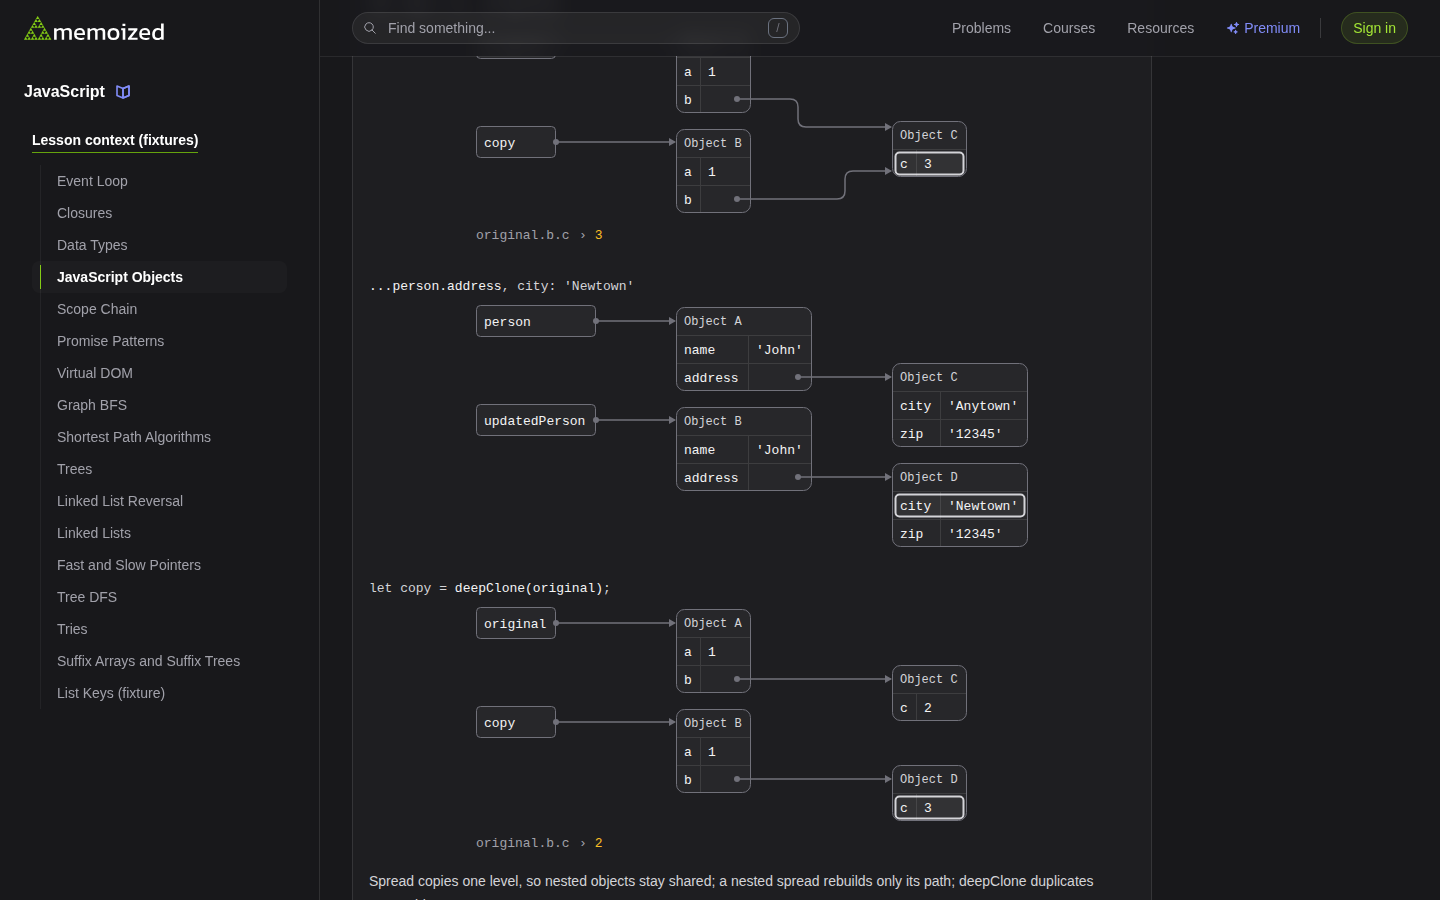 memoized
Find something...
/
Problems
Courses
Resources
Premium
Sign in
JavaScript
Lesson context (fixtures)
Event Loop
Closures
Data Types
JavaScript Objects
Scope Chain
Promise Patterns
Virtual DOM
Graph BFS
Shortest Path Algorithms
Trees
Linked List Reversal
Linked Lists
Fast and Slow Pointers
Tree DFS
Tries
Suffix Arrays and Suffix Trees
List Keys (fixture)
a 1
b
copy
Object B
a 1
b
Object C
c 3
original.b.c › 3
...person.address, city: 'Newtown'
person
Object A
name 'John'
address
Object C
city 'Anytown'
zip '12345'
updatedPerson
Object B
name 'John'
address
Object D
city 'Newtown'
zip '12345'
let copy = deepClone(original);
original
Object A
a 1
b
Object C
c 2
copy
Object B
a 1
b
Object D
c 3
original.b.c › 2
Spread copies one level, so nested objects stay shared; a nested spread rebuilds only its path; deepClone duplicates